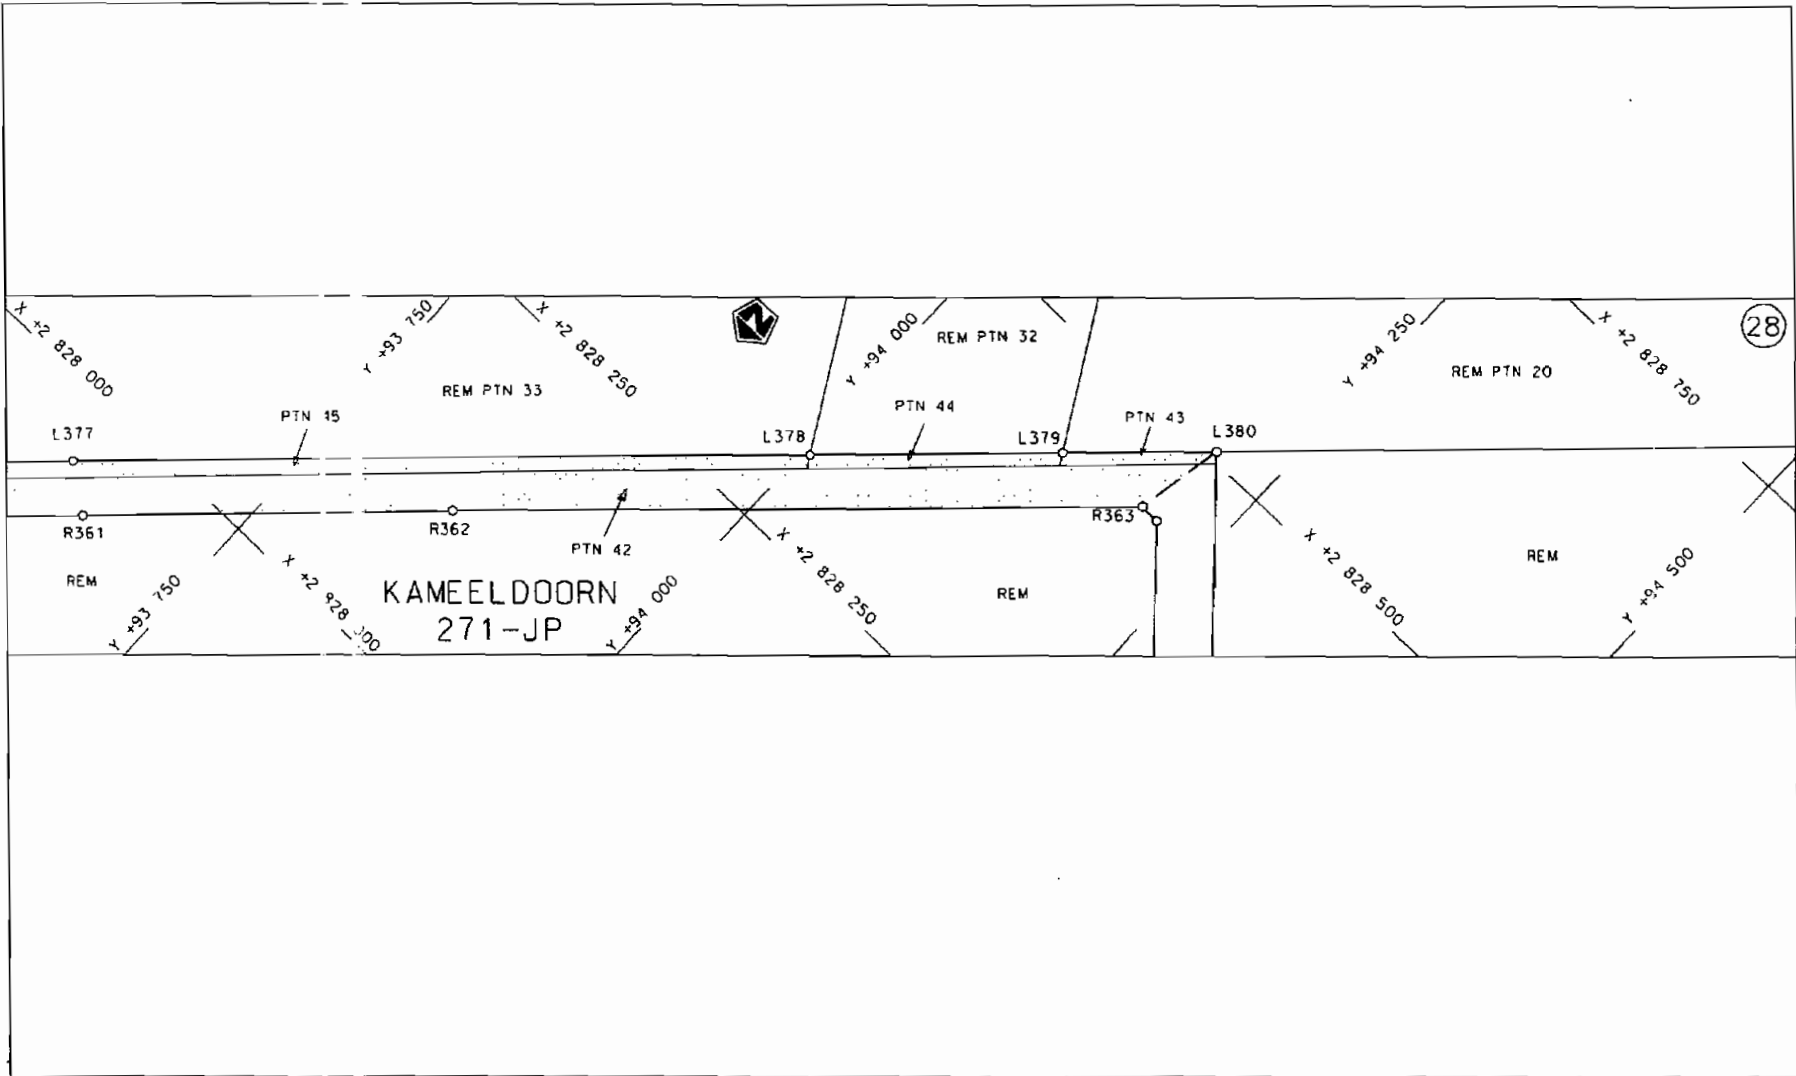 X +2 828 000
Y +93 750
X +2 828 250
Y +94 000
REM PTN 32
Y +94 250
X +2 828 750
28
REM PTN 33
REM PTN 20
PTN 45
PTN 44
PTN 43
L377
L378
L379
L380
R361
R362
R363
PTN 42
REM
Y +93 750
X +2 828 000
KAMEELDOORN
271-JP
Y +94 000
X +2 828 250
REM
X +2 828 500
REM
Y +94 500